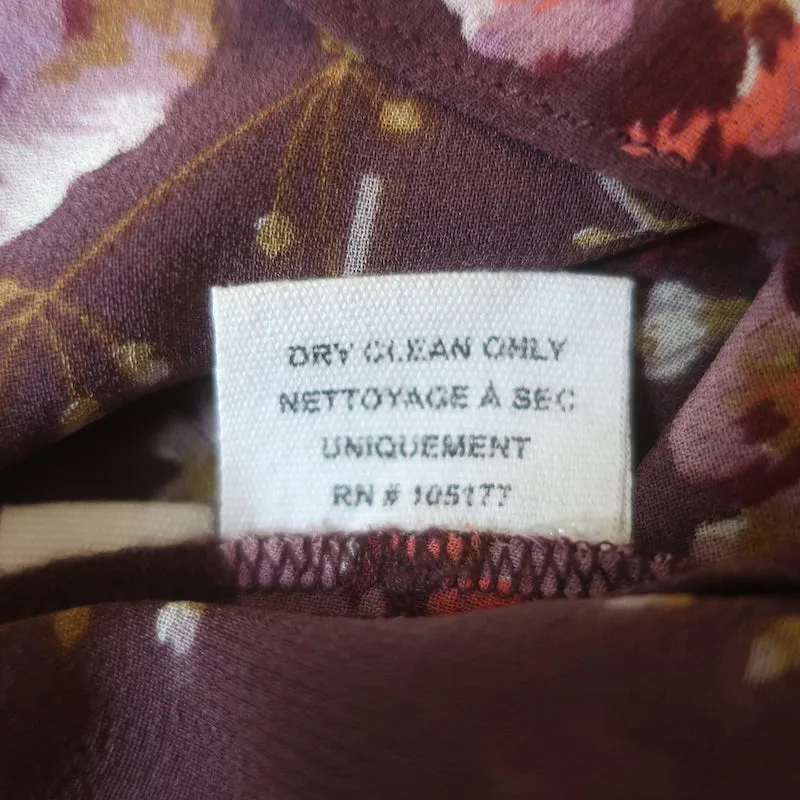 DRY CLEAN ONLY
NETTOYAGE À SEC
UNIQUEMENT
RN # 105177